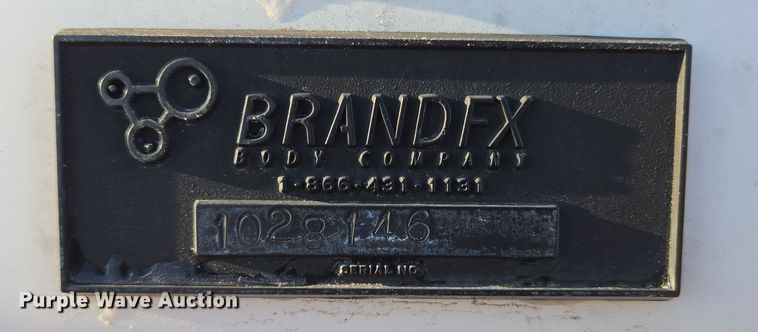 BRANDFX
BODY COMPANY
1-866-431-1131
1028146
SERIAL NO
Purple Wave Auction